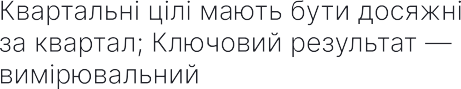 Квартальні цілі мають бути досяжні
за квартал; Ключовий результат —
вимірювальний